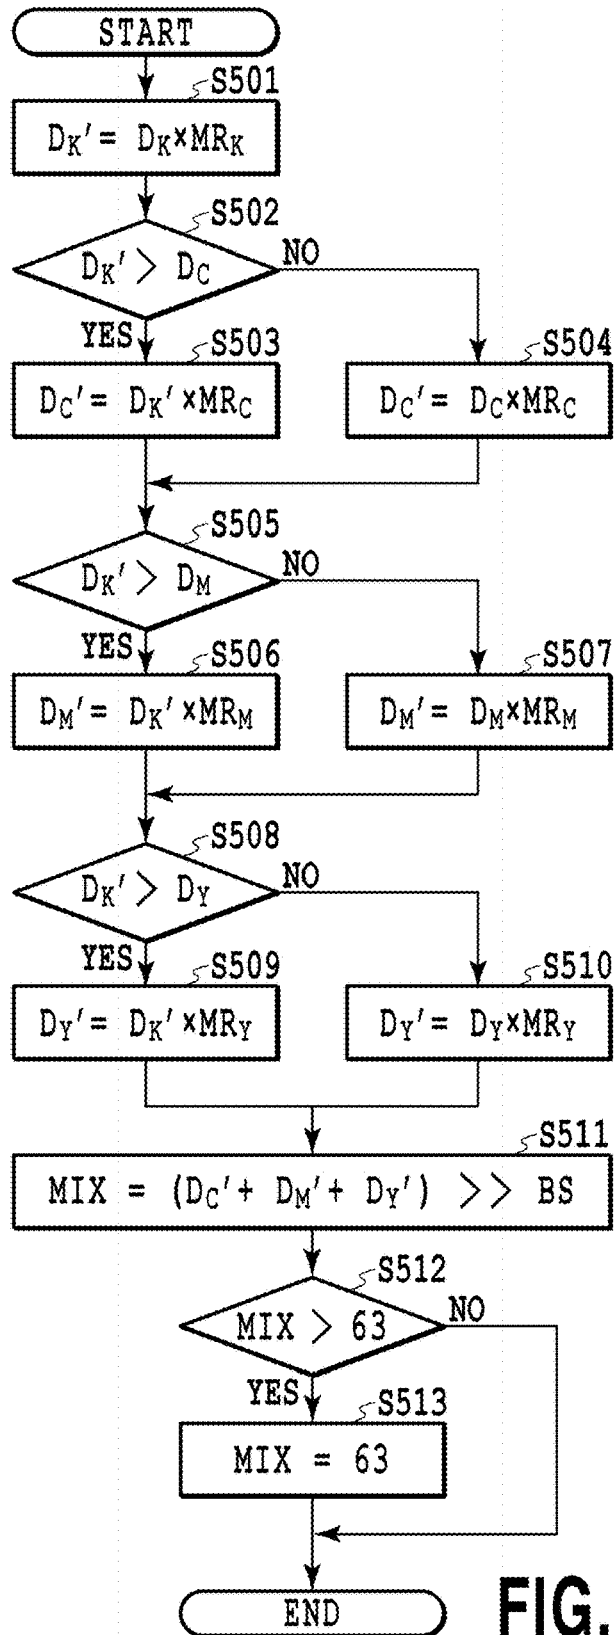 START
S501
DK' = DK×MRK
S502
DK' > DC
NO
YES
S503
S504
DC' = DK'×MRC
DC' = DC×MRC
S505
DK' > DM
NO
YES
S506
S507
DM' = DK'×MRM
DM' = DM×MRM
S508
DK' > DY
NO
YES
S509
S510
DY' = DK'×MRY
DY' = DY×MRY
S511
MIX = (DC' + DM' + DY') >> BS
S512
MIX > 63
NO
YES
S513
MIX = 63
END
FIG.